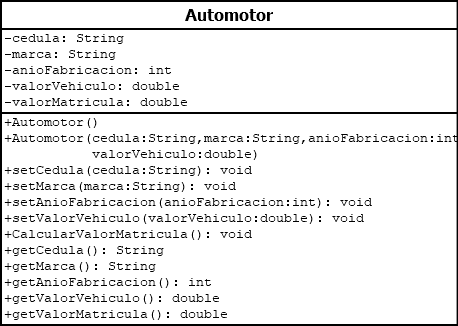 Automotor
-cedula: String
-marca: String
-anioFabricacion: int
-valorVehiculo: double
-valorMatricula: double
+Automotor()
+Automotor(cedula:String,marca:String,anioFabricacion:int
valorVehiculo:double)
+setCedula(cedula:String): void
+setMarca(marca:String): void
+setAnioFabricacion(anioFabricacion:int): void
+setValorVehiculo(valorVehiculo:double): void
+CalcularValorMatricula(): void
+getCedula(): String
+getMarca(): String
+getAnioFabricacion(): int
+getValorVehiculo(): double
+getValorMatricula(): double